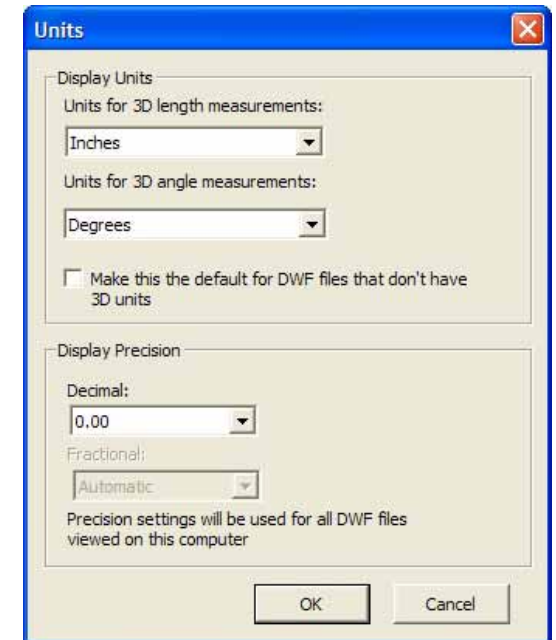 Units
Display Units
Units for 3D length measurements:
Inches
Units for 3D angle measurements:
Degrees
Make this the default for DWF files that don't have
3D units
Display Precision
Decimal:
0.00
Fractional:
Automatic
Precision settings will be used for all DWF files
viewed on this computer
OK
Cancel